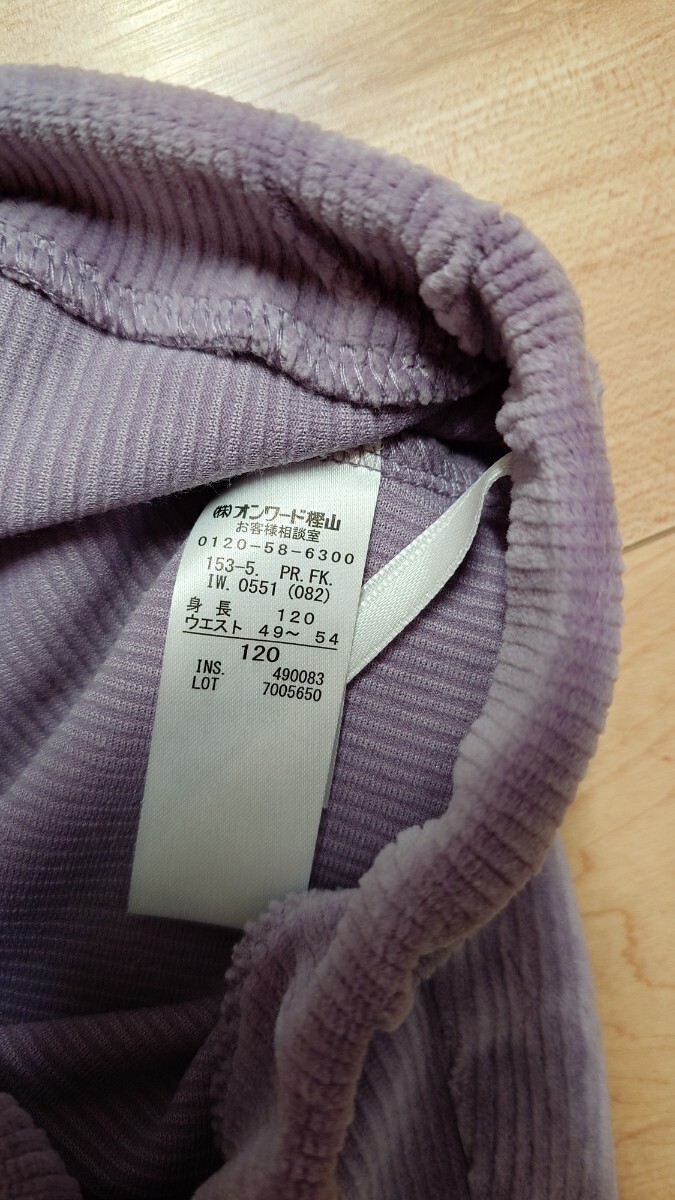 (株)オンワード樫山
お客様相談室
0120-58-6300
153-5. PR.FK.
IW. 0551 (082)
身長 120
ウエスト 49〜 54
120
INS. 490083
LOT 7005650